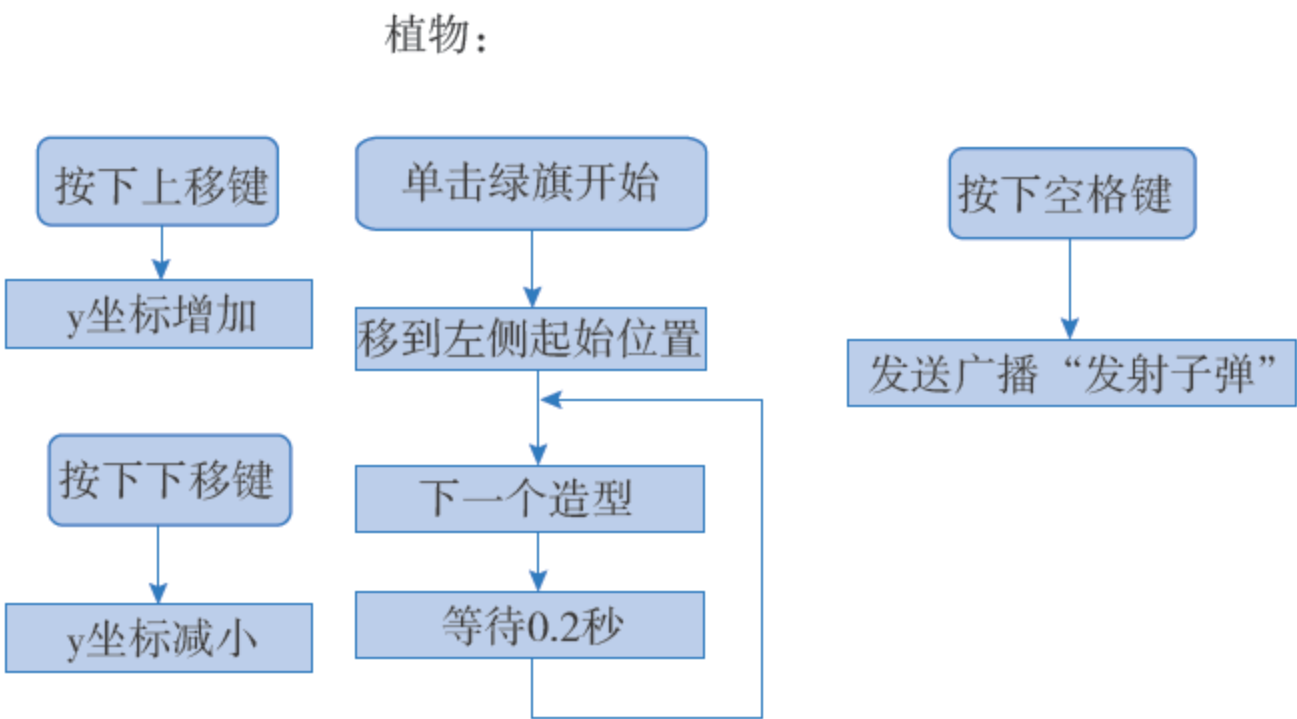 植物：
按下上移键
y坐标增加
按下下移键
y坐标减小
单击绿旗开始
移到左侧起始位置
下一个造型
等待0.2秒
按下空格键
发送广播“发射子弹”